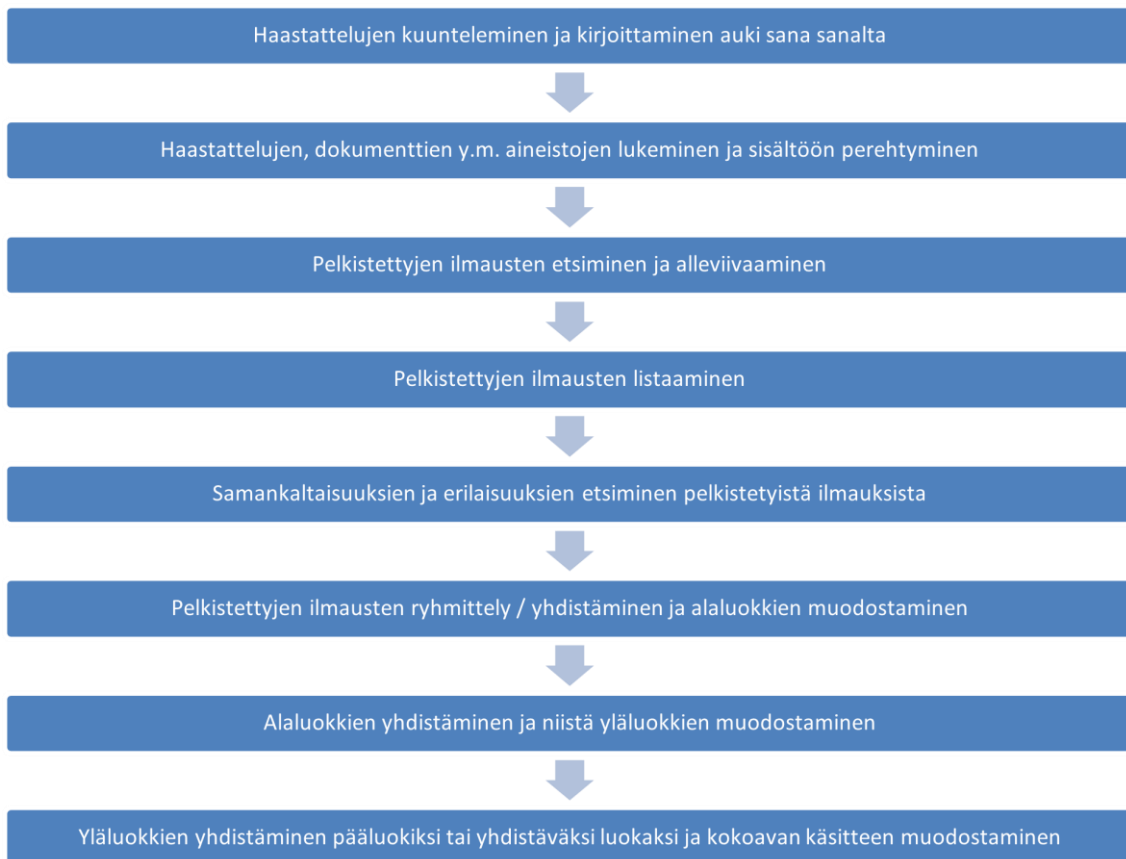 Haastattelujen kuunteleminen ja kirjoittaminen auki sana sanalta
Haastattelujen, dokumenttien y.m. aineistojen lukeminen ja sisältöön perehtyminen
Pelkistettyjen ilmausten etsiminen ja alleviivaaminen
Pelkistettyjen ilmausten listaaminen
Samankaltaisuuksien ja erilaisuuksien etsiminen pelkistetyistä ilmauksista
Pelkistettyjen ilmausten ryhmittely / yhdistäminen ja alaluokkien muodostaminen
Alaluokkien yhdistäminen ja niistä yläluokkien muodostaminen
Yläluokkien yhdistäminen pääluokiksi tai yhdistäväksi luokaksi ja kokoavan käsitteen muodostaminen